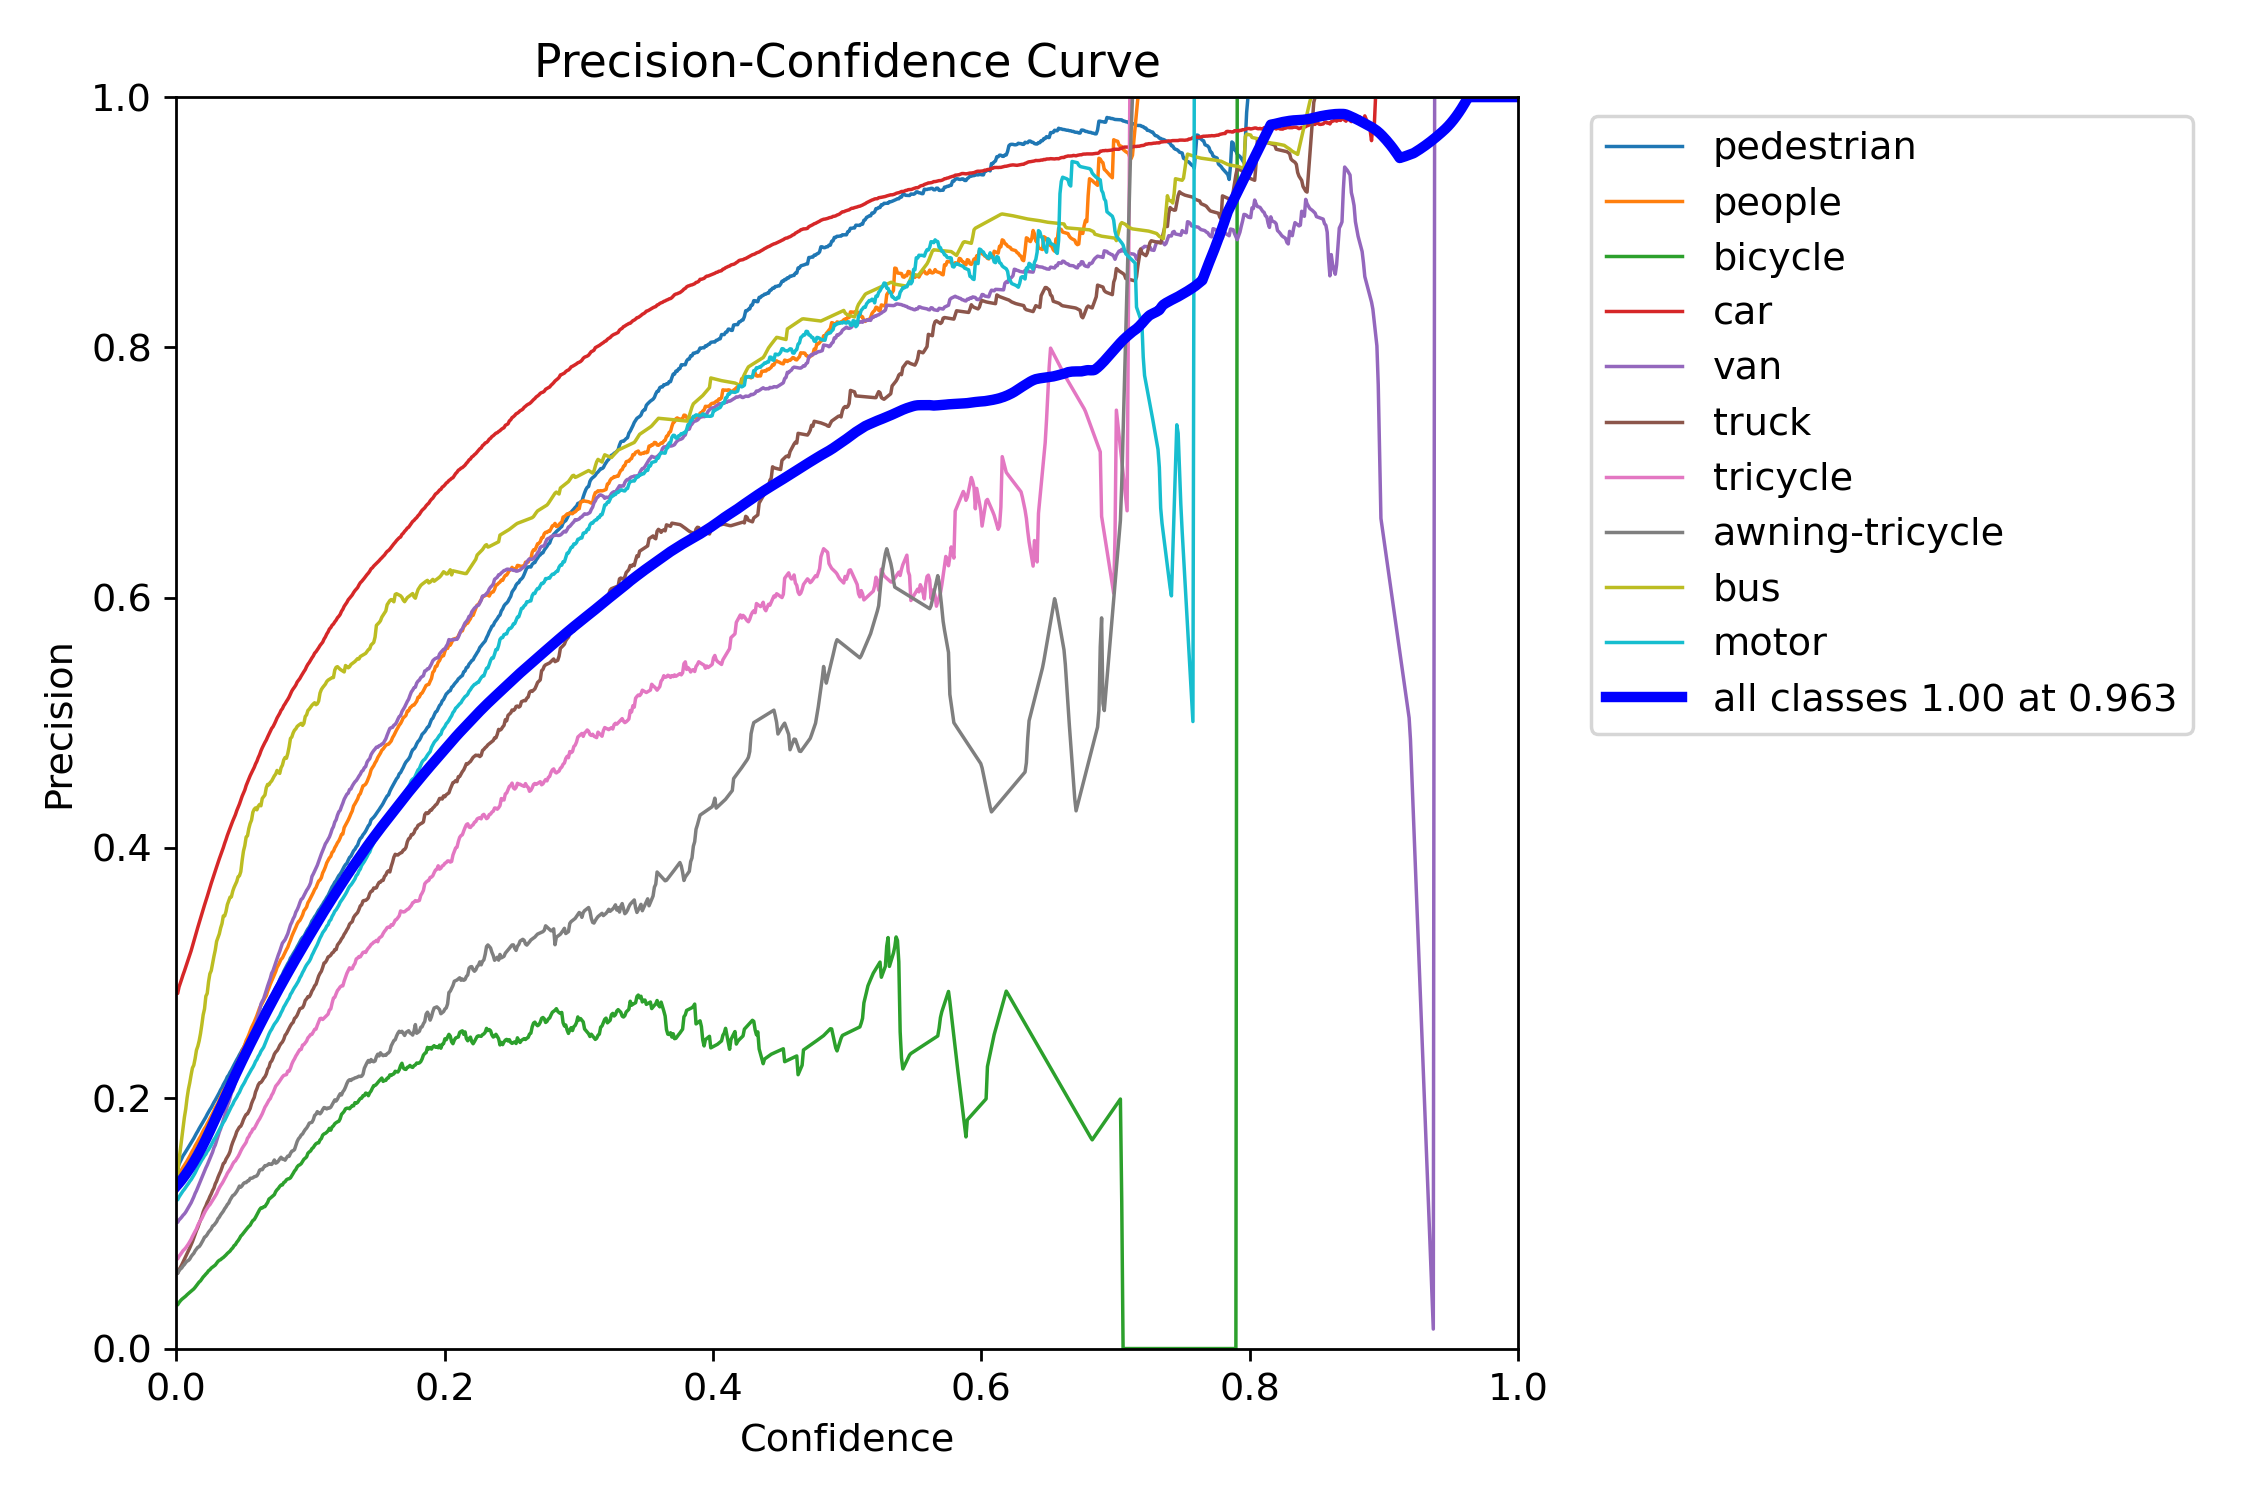 Precision-Confidence Curve
1.0
0.8
0.6
0.4
0.2
0.0
Precision
0.0 0.2 0.4 0.6 0.8 1.0
Confidence
pedestrian
people
bicycle
car
van
truck
tricycle
awning-tricycle
bus
motor
all classes 1.00 at 0.963